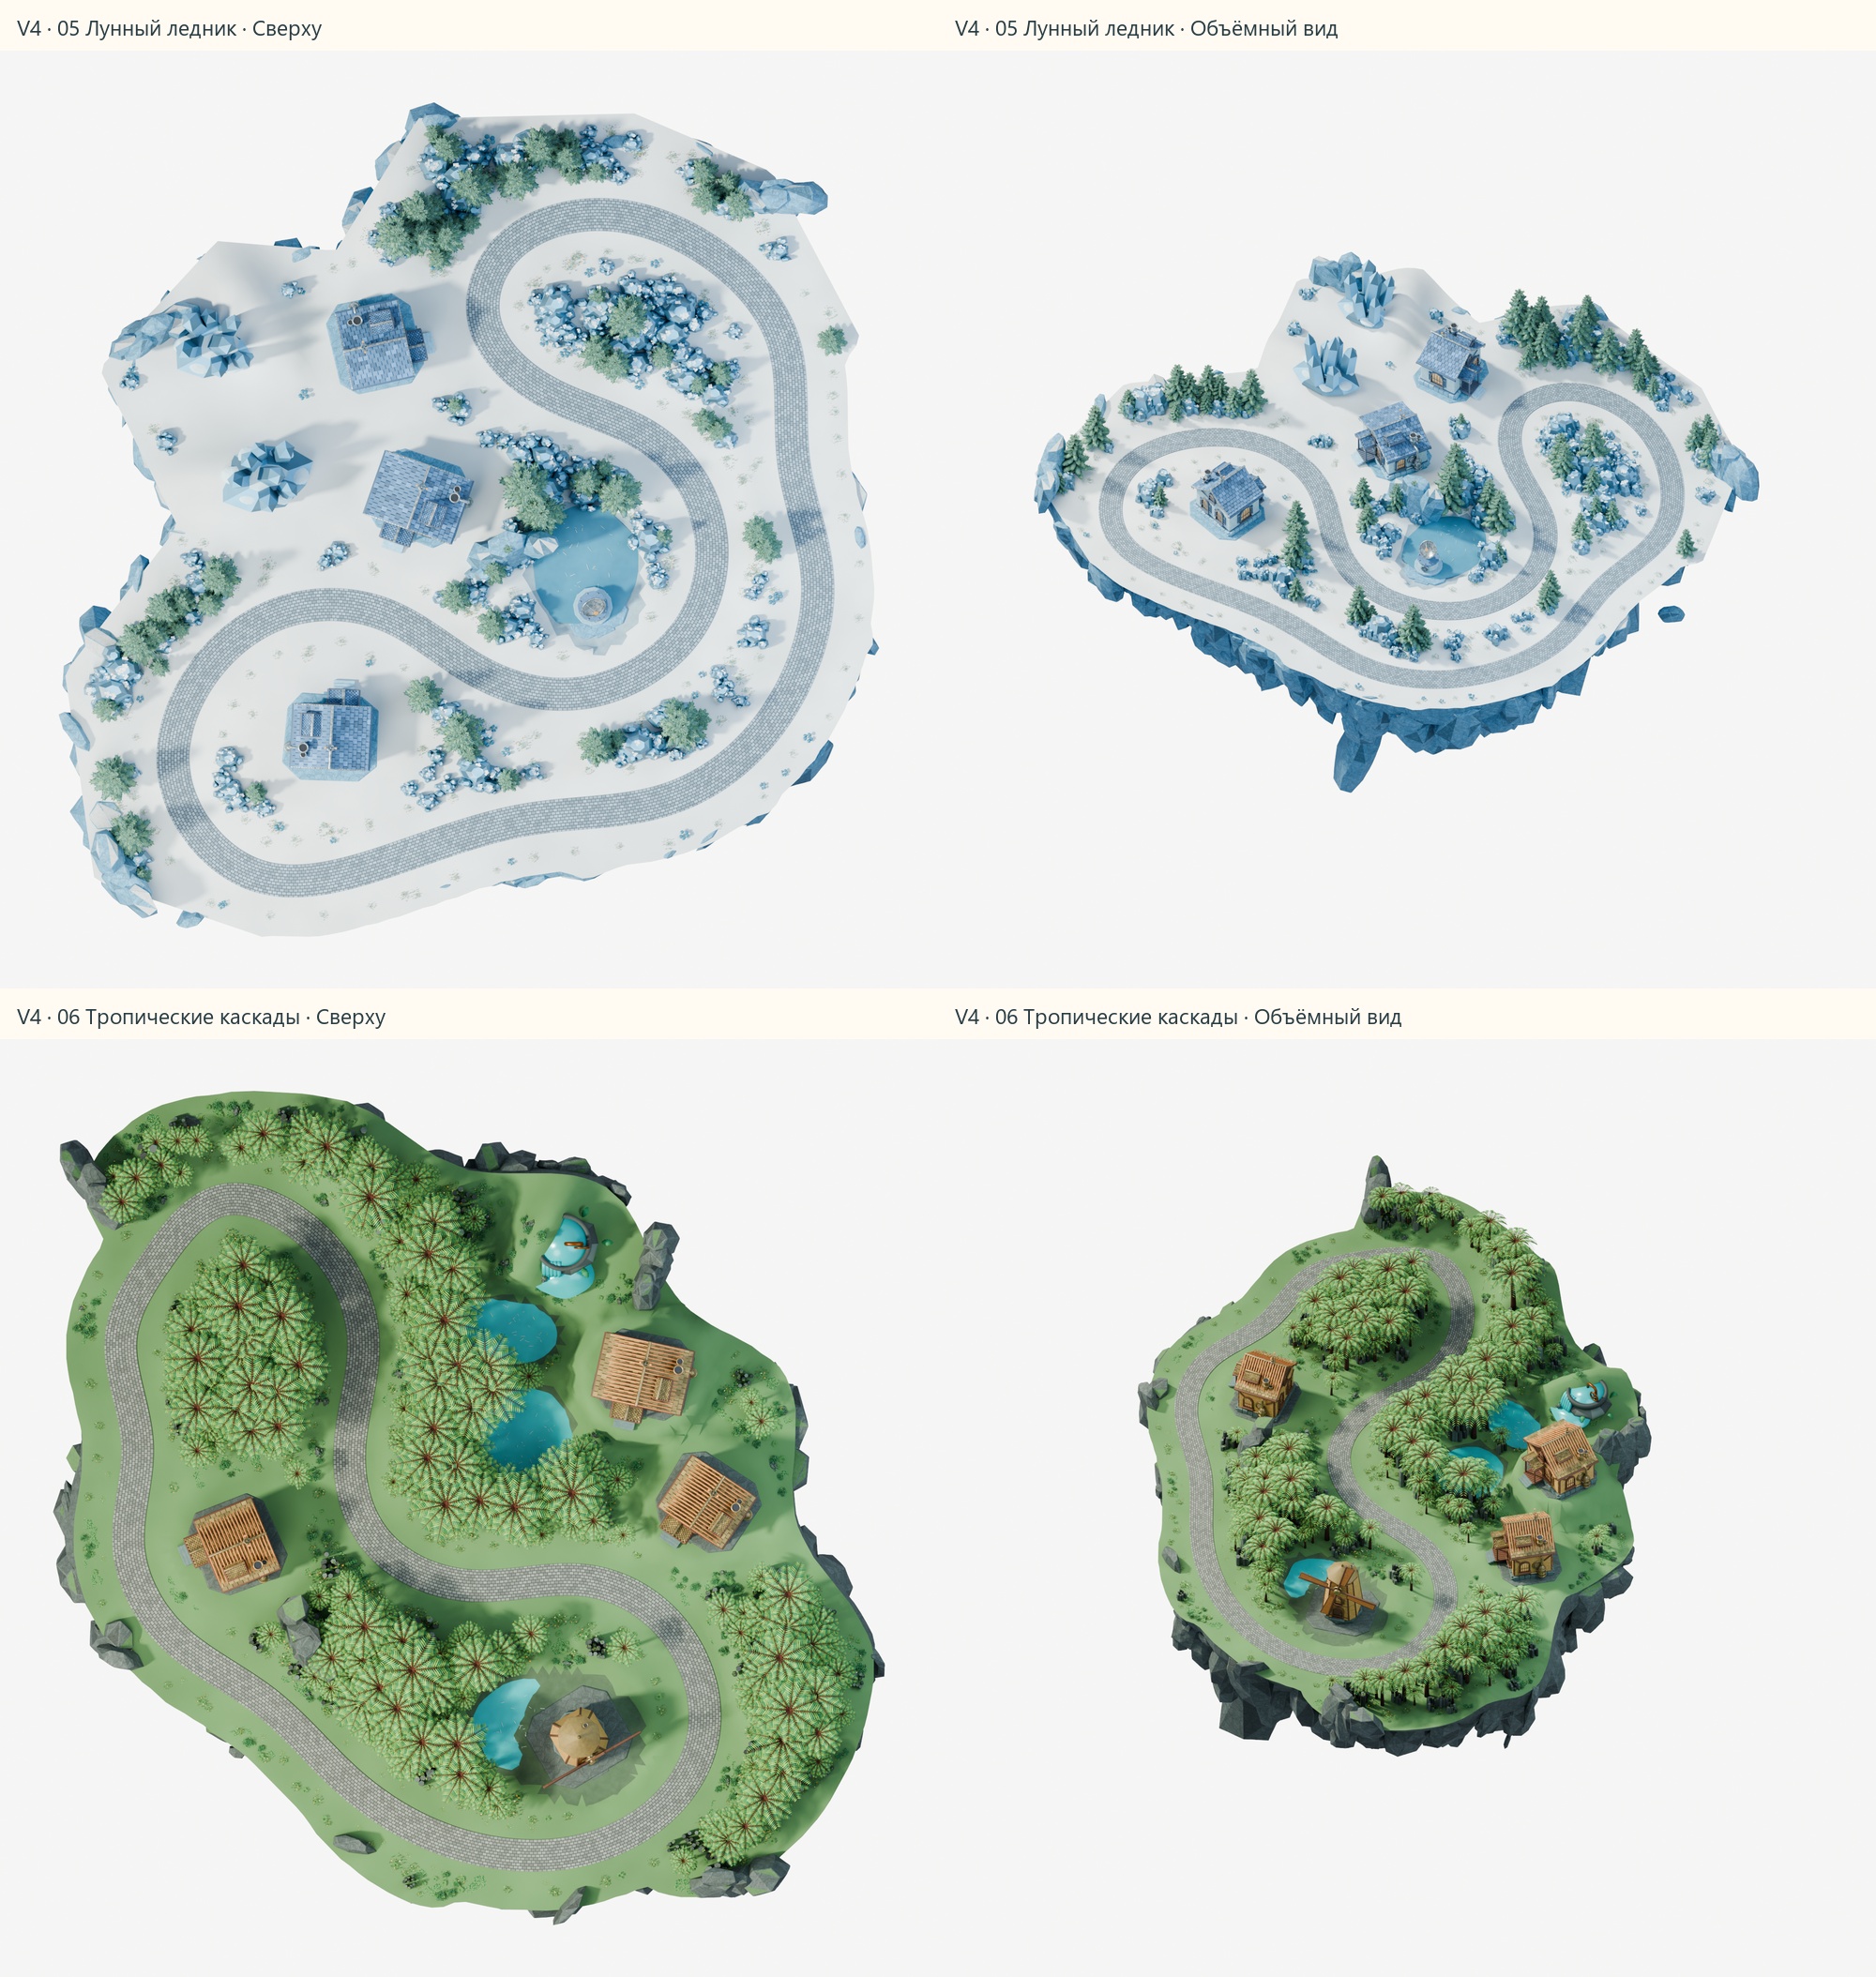 V4 · 05 Лунный ледник · Сверху
V4 · 05 Лунный ледник · Объёмный вид
V4 · 06 Тропические каскады · Сверху
V4 · 06 Тропические каскады · Объёмный вид